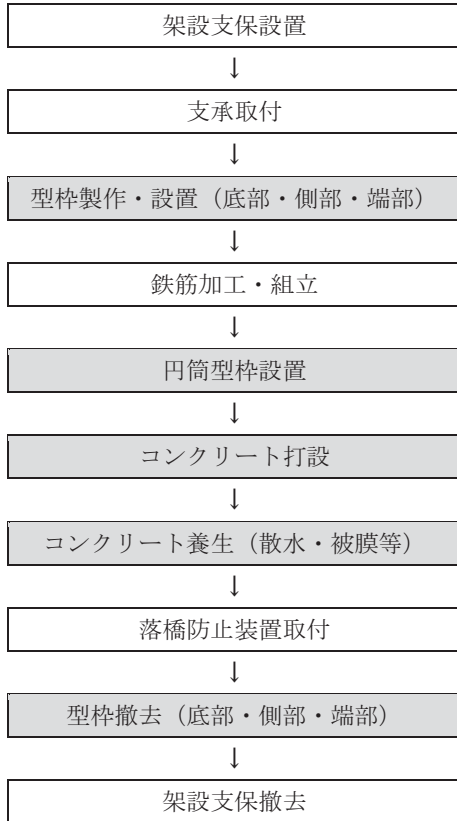 架設支保設置
↓
支承取付
↓
型枠製作・設置（底部・側部・端部）
↓
鉄筋加工・組立
↓
円筒型枠設置
↓
コンクリート打設
↓
コンクリート養生（散水・被膜等）
↓
落橋防止装置取付
↓
型枠撤去（底部・側部・端部）
↓
架設支保撤去